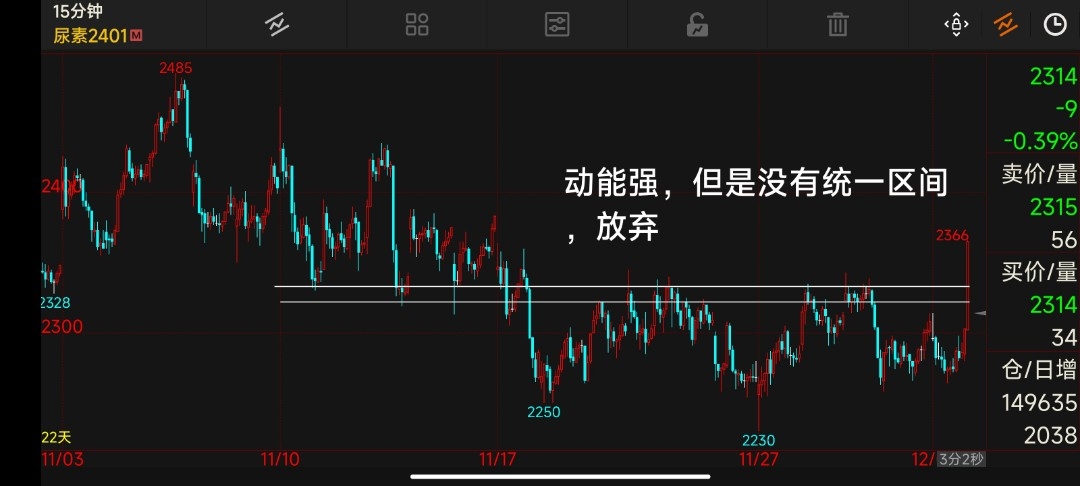 15分钟
尿素2401M
2485
2400
2328
2300
22天
11/03
11/10
11/17
11/27
12/
3分2秒
动能强，但是没有统一区间
，放弃
2366
2250
2230
2314
-9
-0.39%
卖价/量
2315
56
买价/量
2314
34
仓/日增
149635
2038